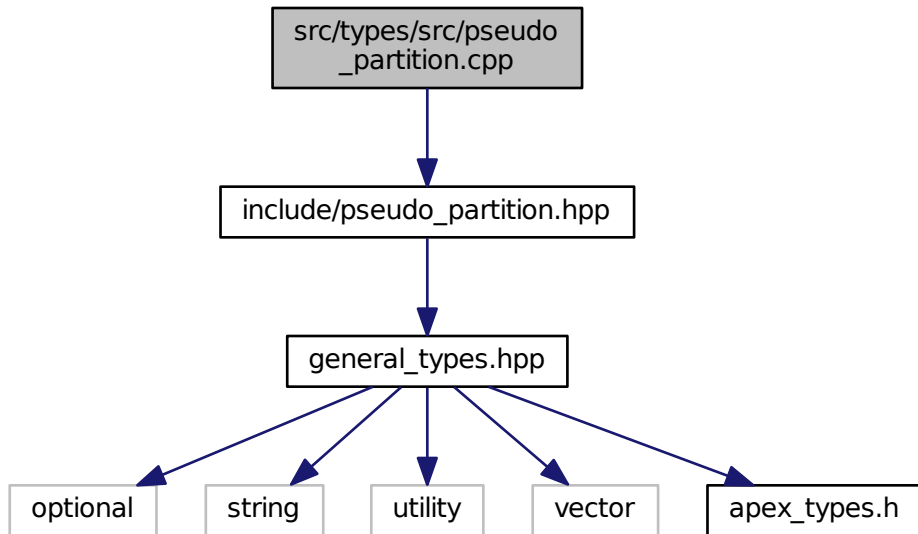 src/types/src/pseudo
_partition.cpp
include/pseudo_partition.hpp
general_types.hpp
optional
string
utility
vector
apex_types.h